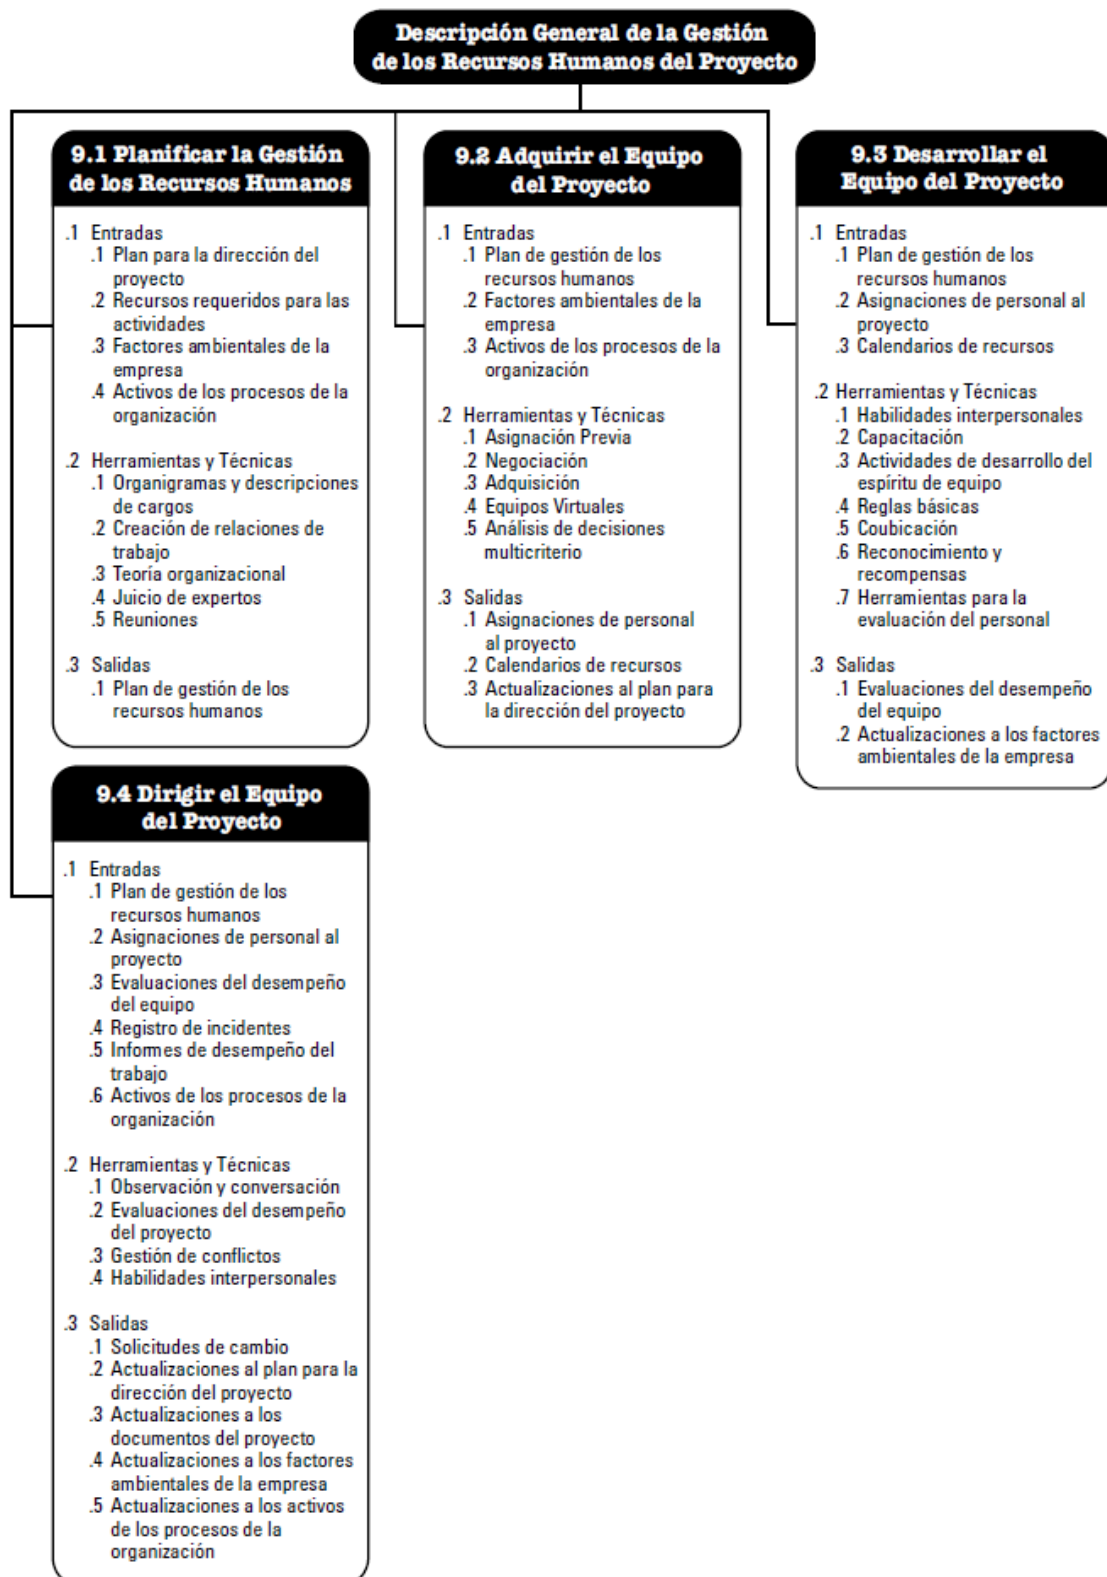 Descripción General de la Gestión
de los Recursos Humanos del Proyecto
9.1 Planificar la Gestión
de los Recursos Humanos
.1 Entradas
.1 Plan para la dirección del
proyecto
.2 Recursos requeridos para las
actividades
.3 Factores ambientales de la
empresa
.4 Activos de los procesos de la
organización
.2 Herramientas y Técnicas
.1 Organigramas y descripciones
de cargos
.2 Creación de relaciones de
trabajo
.3 Teoría organizacional
.4 Juicio de expertos
.5 Reuniones
.3 Salidas
.1 Plan de gestión de los
recursos humanos
9.2 Adquirir el Equipo
del Proyecto
.1 Entradas
.1 Plan de gestión de los
recursos humanos
.2 Factores ambientales de la
empresa
.3 Activos de los procesos de la
organización
.2 Herramientas y Técnicas
.1 Asignación Previa
.2 Negociación
.3 Adquisición
.4 Equipos Virtuales
.5 Análisis de decisiones
multicriterio
.3 Salidas
.1 Asignaciones de personal
al proyecto
.2 Calendarios de recursos
.3 Actualizaciones al plan para
la dirección del proyecto
9.3 Desarrollar el
Equipo del Proyecto
.1 Entradas
.1 Plan de gestión de los
recursos humanos
.2 Asignaciones de personal al
proyecto
.3 Calendarios de recursos
.2 Herramientas y Técnicas
.1 Habilidades interpersonales
.2 Capacitación
.3 Actividades de desarrollo del
espíritu de equipo
.4 Reglas básicas
.5 Coubicación
.6 Reconocimiento y
recompensas
.7 Herramientas para la
evaluación del personal
.3 Salidas
.1 Evaluaciones del desempeño
del equipo
.2 Actualizaciones a los factores
ambientales de la empresa
9.4 Dirigir el Equipo
del Proyecto
.1 Entradas
.1 Plan de gestión de los
recursos humanos
.2 Asignaciones de personal al
proyecto
.3 Evaluaciones del desempeño
del equipo
.4 Registro de incidentes
.5 Informes de desempeño del
trabajo
.6 Activos de los procesos de la
organización
.2 Herramientas y Técnicas
.1 Observación y conversación
.2 Evaluaciones del desempeño
del proyecto
.3 Gestión de conflictos
.4 Habilidades interpersonales
.3 Salidas
.1 Solicitudes de cambio
.2 Actualizaciones al plan para la
dirección del proyecto
.3 Actualizaciones a los
documentos del proyecto
.4 Actualizaciones a los factores
ambientales de la empresa
.5 Actualizaciones a los activos
de los procesos de la
organización